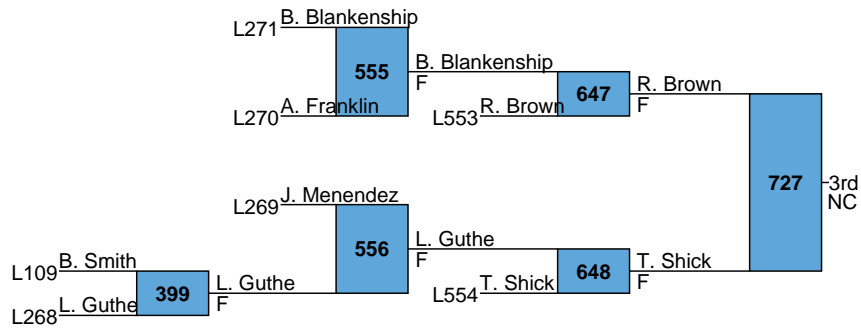 L271 B. Blankenship
555
B. Blankenship
F
L270 A. Franklin
L553 R. Brown
647
R. Brown
F
727
3rd
NC
L269 J. Menendez
556
L. Guthe
F
L109 B. Smith
399
L. Guthe
F
L268 L. Guthe
L554 T. Shick
648
T. Shick
F